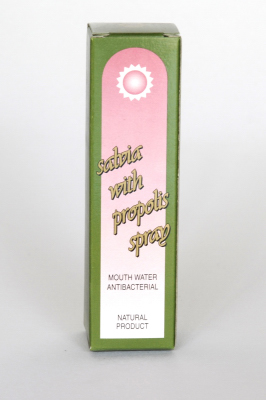 salvia
with
propolis
spray
MOUTH WATER
ANTIBACTERIAL
NATURAL
PRODUCT